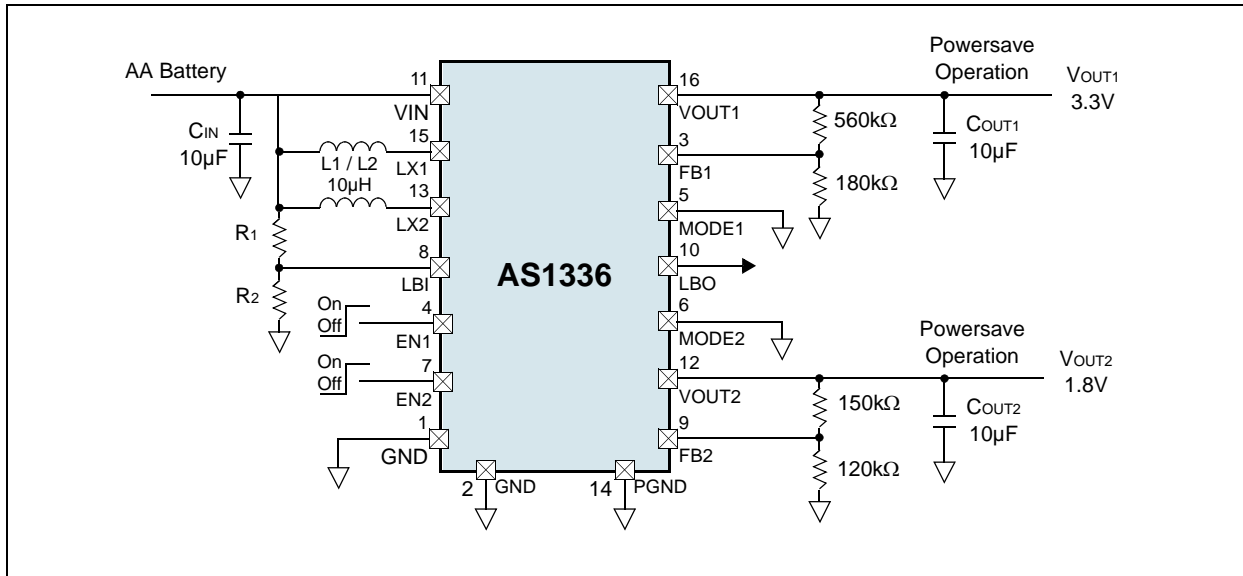 AA Battery
CIN
10µF
11
VIN
15
LX1
L1 / L2
10µH
13
LX2
R1
8
LBI
R2
On
Off
4
EN1
On
Off
7
EN2
1
GND
2
GND
14
PGND
AS1336
16
VOUT1
3
FB1
5
MODE1
10
LBO
6
MODE2
12
VOUT2
9
FB2
560kΩ
180kΩ
Powersave
Operation
COUT1
10µF
VOUT1
3.3V
150kΩ
120kΩ
Powersave
Operation
COUT2
10µF
VOUT2
1.8V